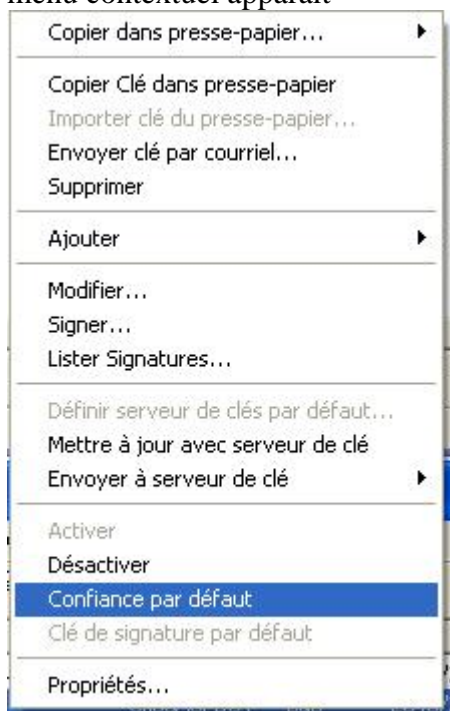 menu contextuel apparaît
Copier dans presse-papier...
Copier Clé dans presse-papier
Importer clé du presse-papier...
Envoyer clé par courriel...
Supprimer
Ajouter
Modifier...
Signer...
Lister Signatures...
Définir serveur de clés par défaut...
Mettre à jour avec serveur de clé
Envoyer à serveur de clé
Activer
Désactiver
Confiance par défaut
Clé de signature par défaut
Propriétés...